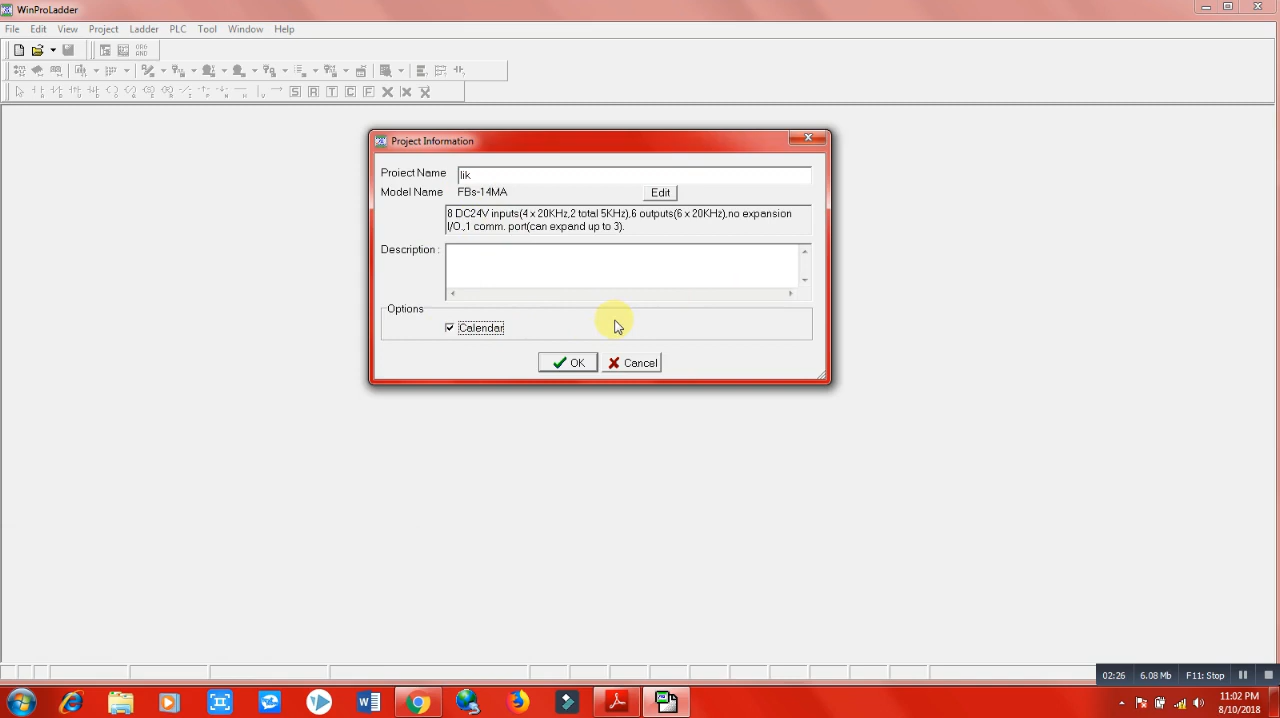 WinProLadder
File Edit View Project Ladder PLC Tool Window Help
ORG
AND
S R T C F
Project Information
Project Name lik
Model Name FBs-14MA Edit
8 DC24V inputs(4 x 20KHz,2 total 5KHz),6 outputs(6 x 20KHz),no expansion
I/O.,1 comm. port(can expand up to 3).
Description :
Options
Calendar
OK Cancel
02:26 6.08 Mb F11: Stop
11:02 PM
8/10/2018